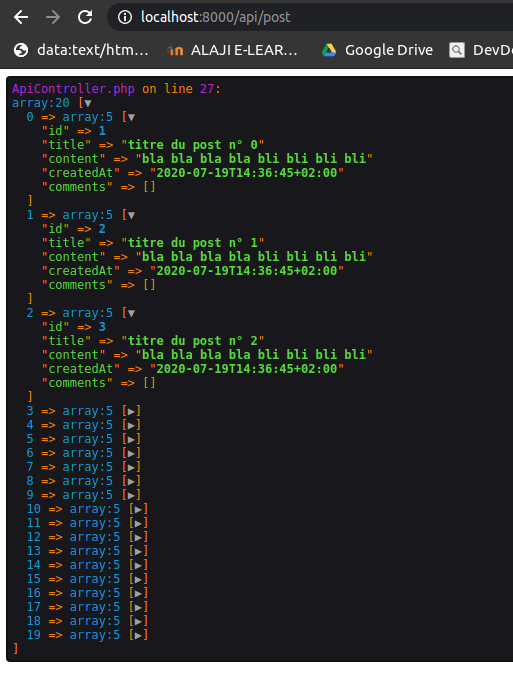 localhost:8000/api/post
data:text/htm... ALAJI E-LEAR... Google Drive DevDo
ApiController.php on line 27:
array:20 [▼
  0 => array:5 [▼
    "id" => 1
    "title" => "titre du post n° 0"
    "content" => "bla bla bla bla bli bli bli bli"
    "createdAt" => "2020-07-19T14:36:45+02:00"
    "comments" => []
  ]
  1 => array:5 [▼
    "id" => 2
    "title" => "titre du post n° 1"
    "content" => "bla bla bla bla bli bli bli bli"
    "createdAt" => "2020-07-19T14:36:45+02:00"
    "comments" => []
  ]
  2 => array:5 [▼
    "id" => 3
    "title" => "titre du post n° 2"
    "content" => "bla bla bla bla bli bli bli bli"
    "createdAt" => "2020-07-19T14:36:45+02:00"
    "comments" => []
  ]
  3 => array:5 [▶]
  4 => array:5 [▶]
  5 => array:5 [▶]
  6 => array:5 [▶]
  7 => array:5 [▶]
  8 => array:5 [▶]
  9 => array:5 [▶]
  10 => array:5 [▶]
  11 => array:5 [▶]
  12 => array:5 [▶]
  13 => array:5 [▶]
  14 => array:5 [▶]
  15 => array:5 [▶]
  16 => array:5 [▶]
  17 => array:5 [▶]
  18 => array:5 [▶]
  19 => array:5 [▶]
]